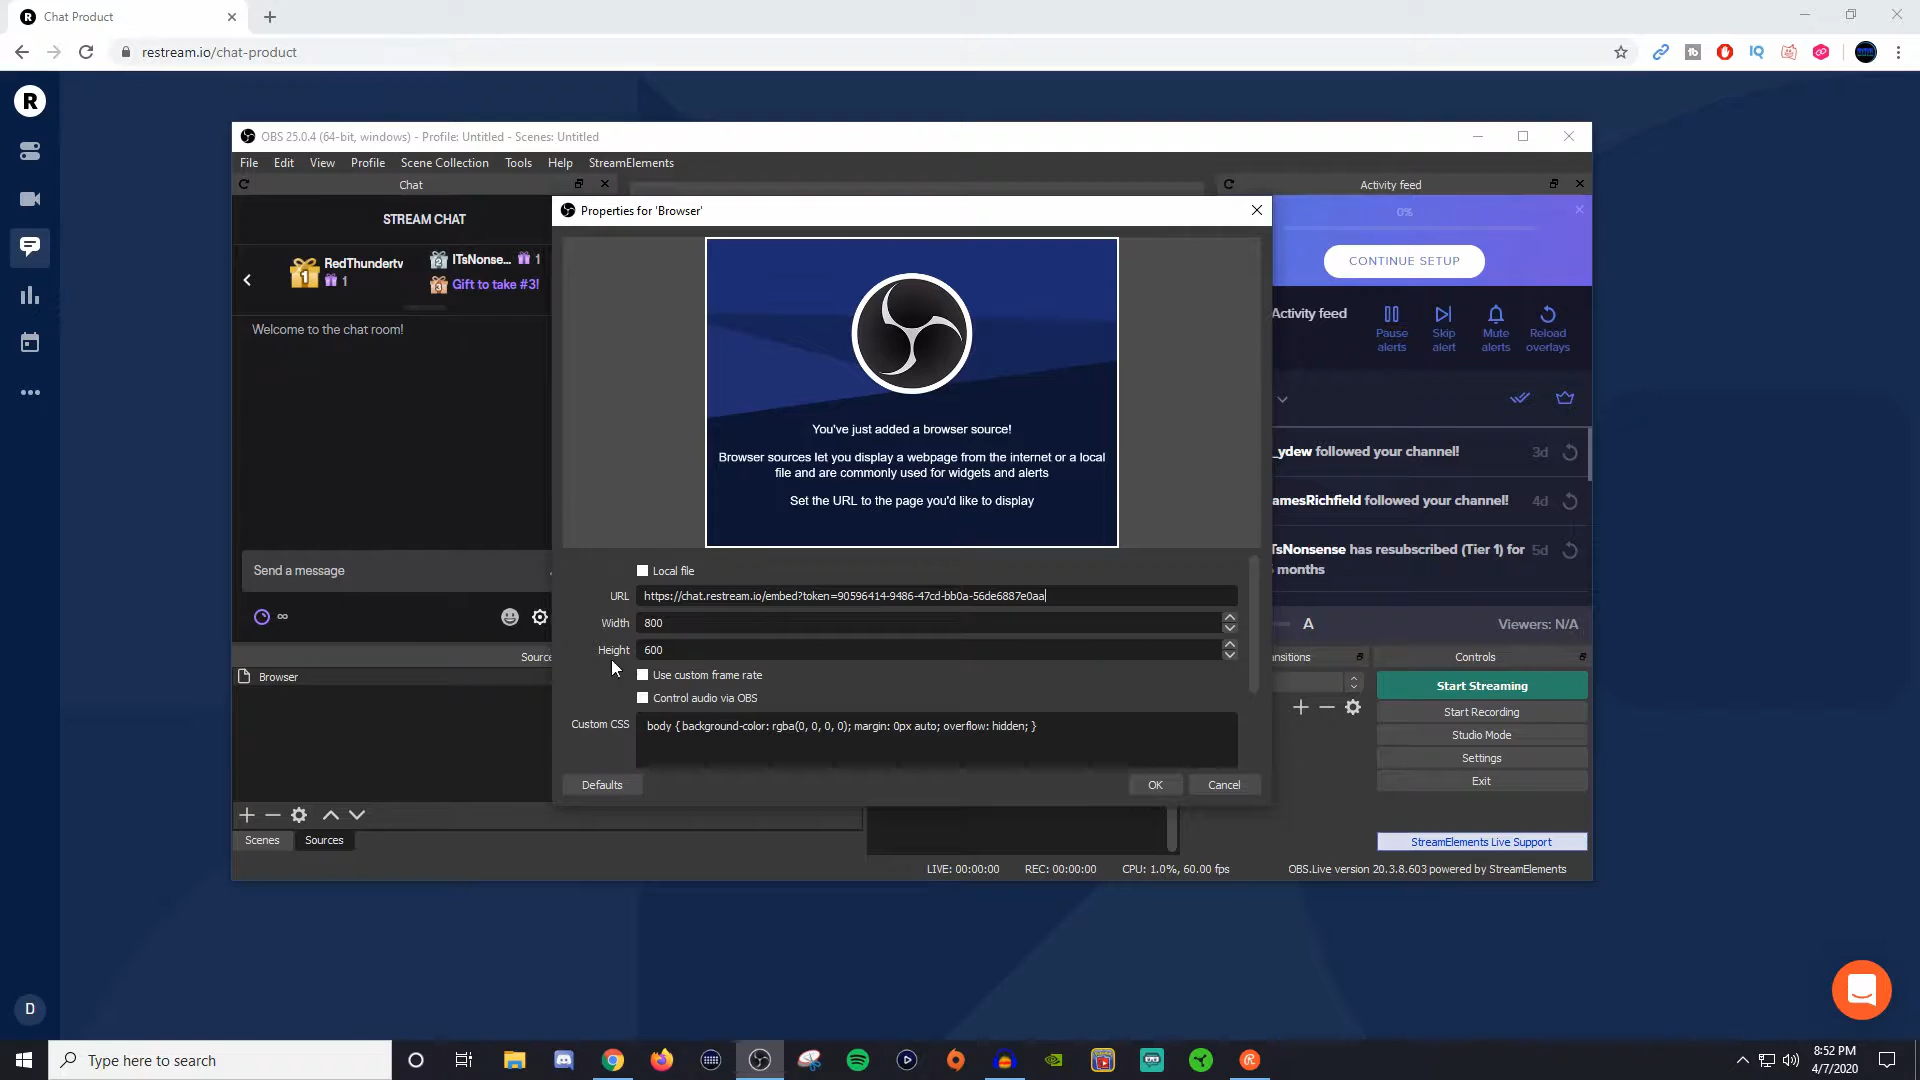 Chat Product
restream.io/chat-product
OBS 25.0.4 (64-bit, windows) - Profile: Untitled - Scenes: Untitled
File Edit View Profile Scene Collection Tools Help StreamElements
Chat
Activity feed
STREAM CHAT
RedThundertv
1
1
2
ITsNonse...
1
3
Gift to take #3!
Welcome to the chat room!
Send a message
Properties for 'Browser'
You've just added a browser source!
Browser sources let you display a webpage from the internet or a local
file and are commonly used for widgets and alerts
Set the URL to the page you'd like to display
Local file
URL https://chat.restream.io/embed?token=90596414-9486-47cd-bb0a-56de6887e0aa
Width 800
Height 600
Use custom frame rate
Control audio via OBS
Custom CSS body { background-color: rgba(0, 0, 0, 0); margin: 0px auto; overflow: hidden; }
Defaults
OK
Cancel
0%
CONTINUE SETUP
Activity feed
Pause
alerts
Skip
alert
Mute
alerts
Reload
overlays
_ydew followed your channel! 3d
amesRichfield followed your channel! 4d
TsNonsense has resubscribed (Tier 1) for 5d
months
A
Viewers: N/A
Source
Browser
Scenes
Sources
nsitions
Controls
Start Streaming
Start Recording
Studio Mode
Settings
Exit
StreamElements Live Support
LIVE: 00:00:00 REC: 00:00:00 CPU: 1.0%, 60.00 fps
OBS.Live version 20.3.8.603 powered by StreamElements
R
D
Type here to search
8:52 PM
4/7/2020